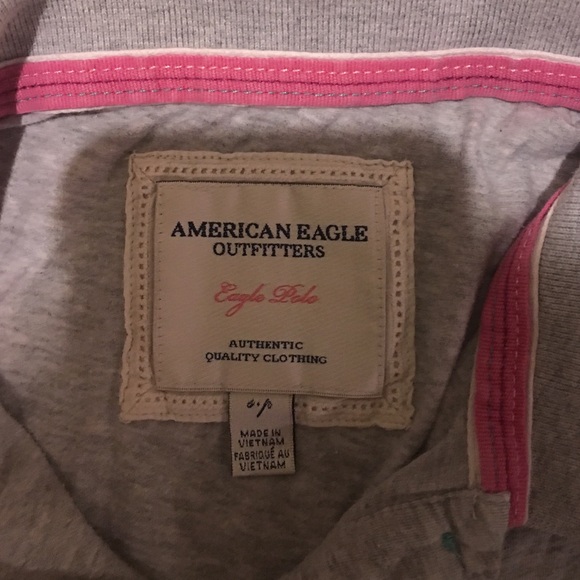 AMERICAN EAGLE
OUTFITTERS
Eagle Polo
AUTHENTIC
QUALITY CLOTHING
S.P
MADE IN
VIETNAM
FABRIQUÉ AU
VIETNAM